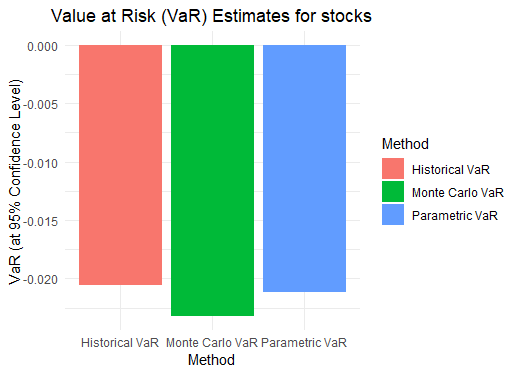 Value at Risk (VaR) Estimates for stocks
VaR (at 95% Confidence Level)
0.000
-0.005
-0.010
-0.015
-0.020
Historical VaR
Monte Carlo VaR
Parametric VaR
Method
Method
Historical VaR
Monte Carlo VaR
Parametric VaR